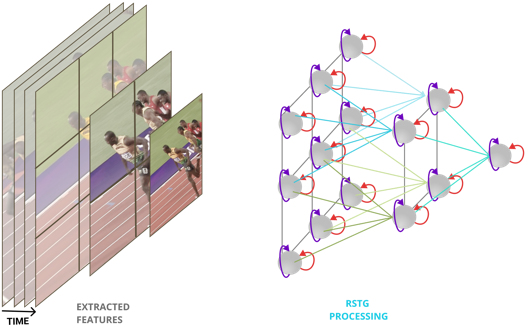 TIME
EXTRACTED
FEATURES
RSTG
PROCESSING